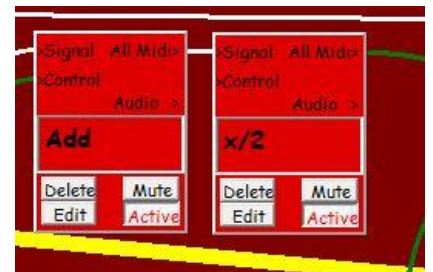 >Signal All Midi>
>Control
Audio >
Add
Delete Mute
Edit Active
>Signal All Midi>
>Control
Audio >
x/2
Delete Mute
Edit Active